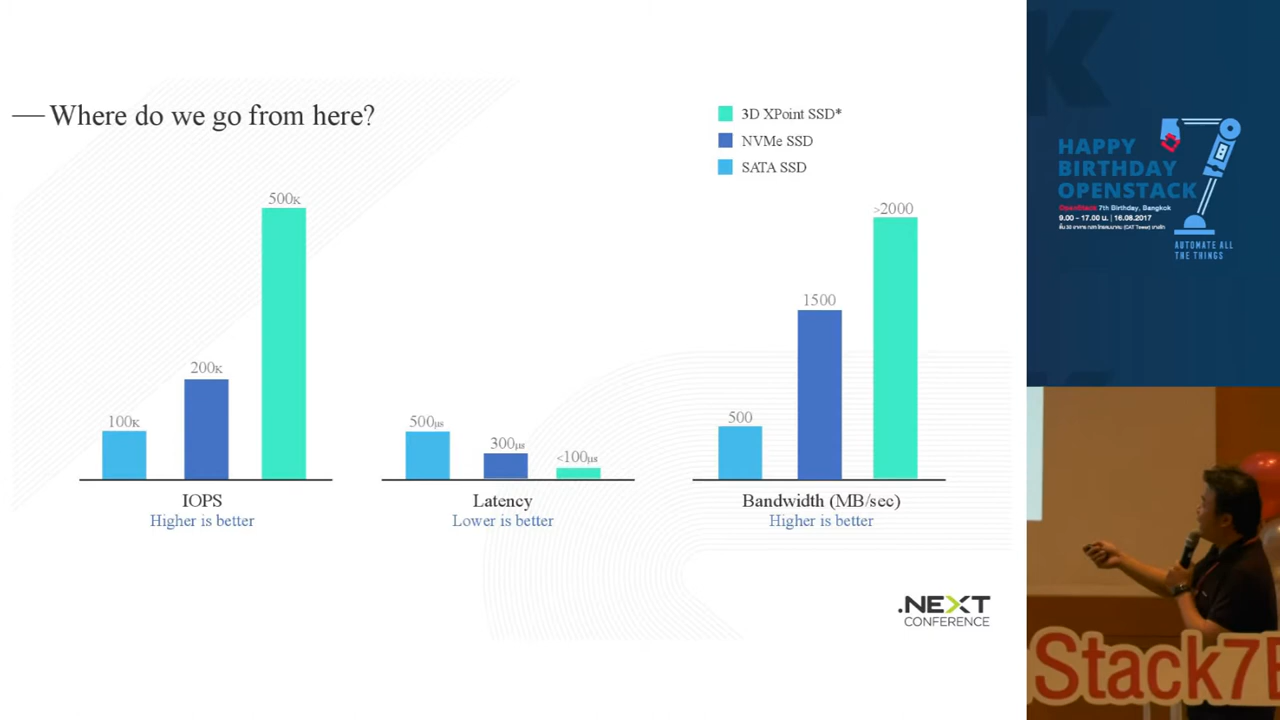 Where do we go from here?
3D XPoint SSD*
NVMe SSD
SATA SSD
100K
200K
500K
IOPS
Higher is better
500μs
300μs
<100μs
Latency
Lower is better
500
1500
>2000
Bandwidth (MB/sec)
Higher is better
.NEXT
CONFERENCE
HAPPY
BIRTHDAY
OPENSTACK
OpenStack 7th Birthday, Bangkok
9.00 - 17.00 น. | 16.08.2017
AUTOMATE ALL
THE THINGS
Stack7